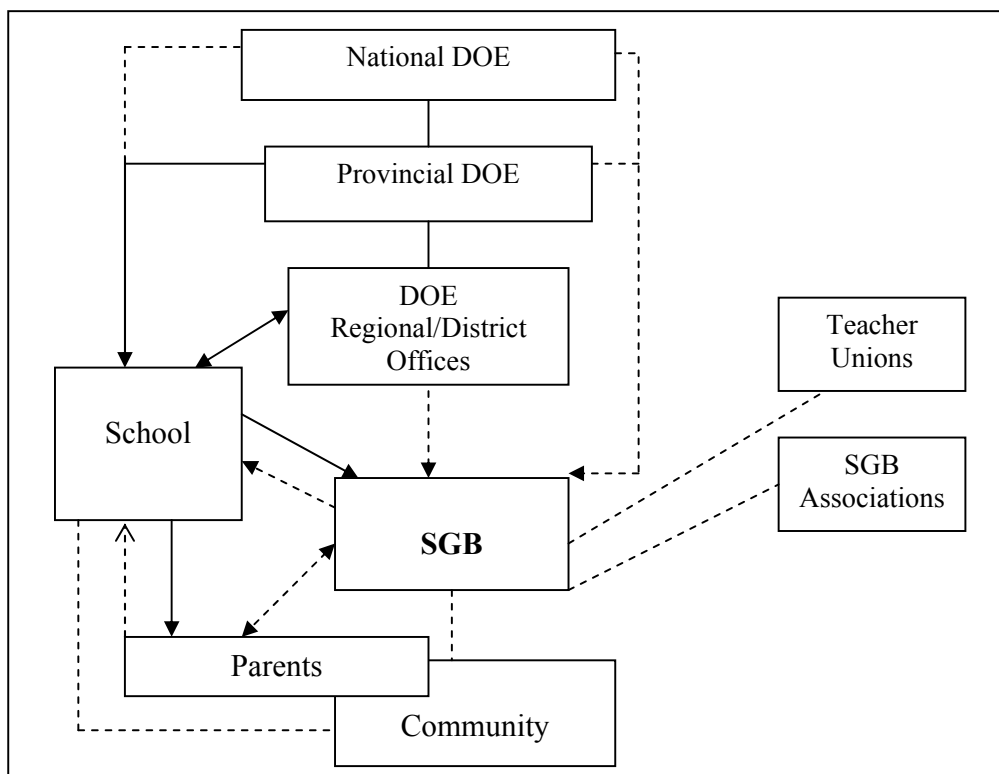 National DOE
Provincial DOE
DOE
Regional/District
Offices
Teacher
Unions
School
SGB
Associations
SGB
Parents
Community